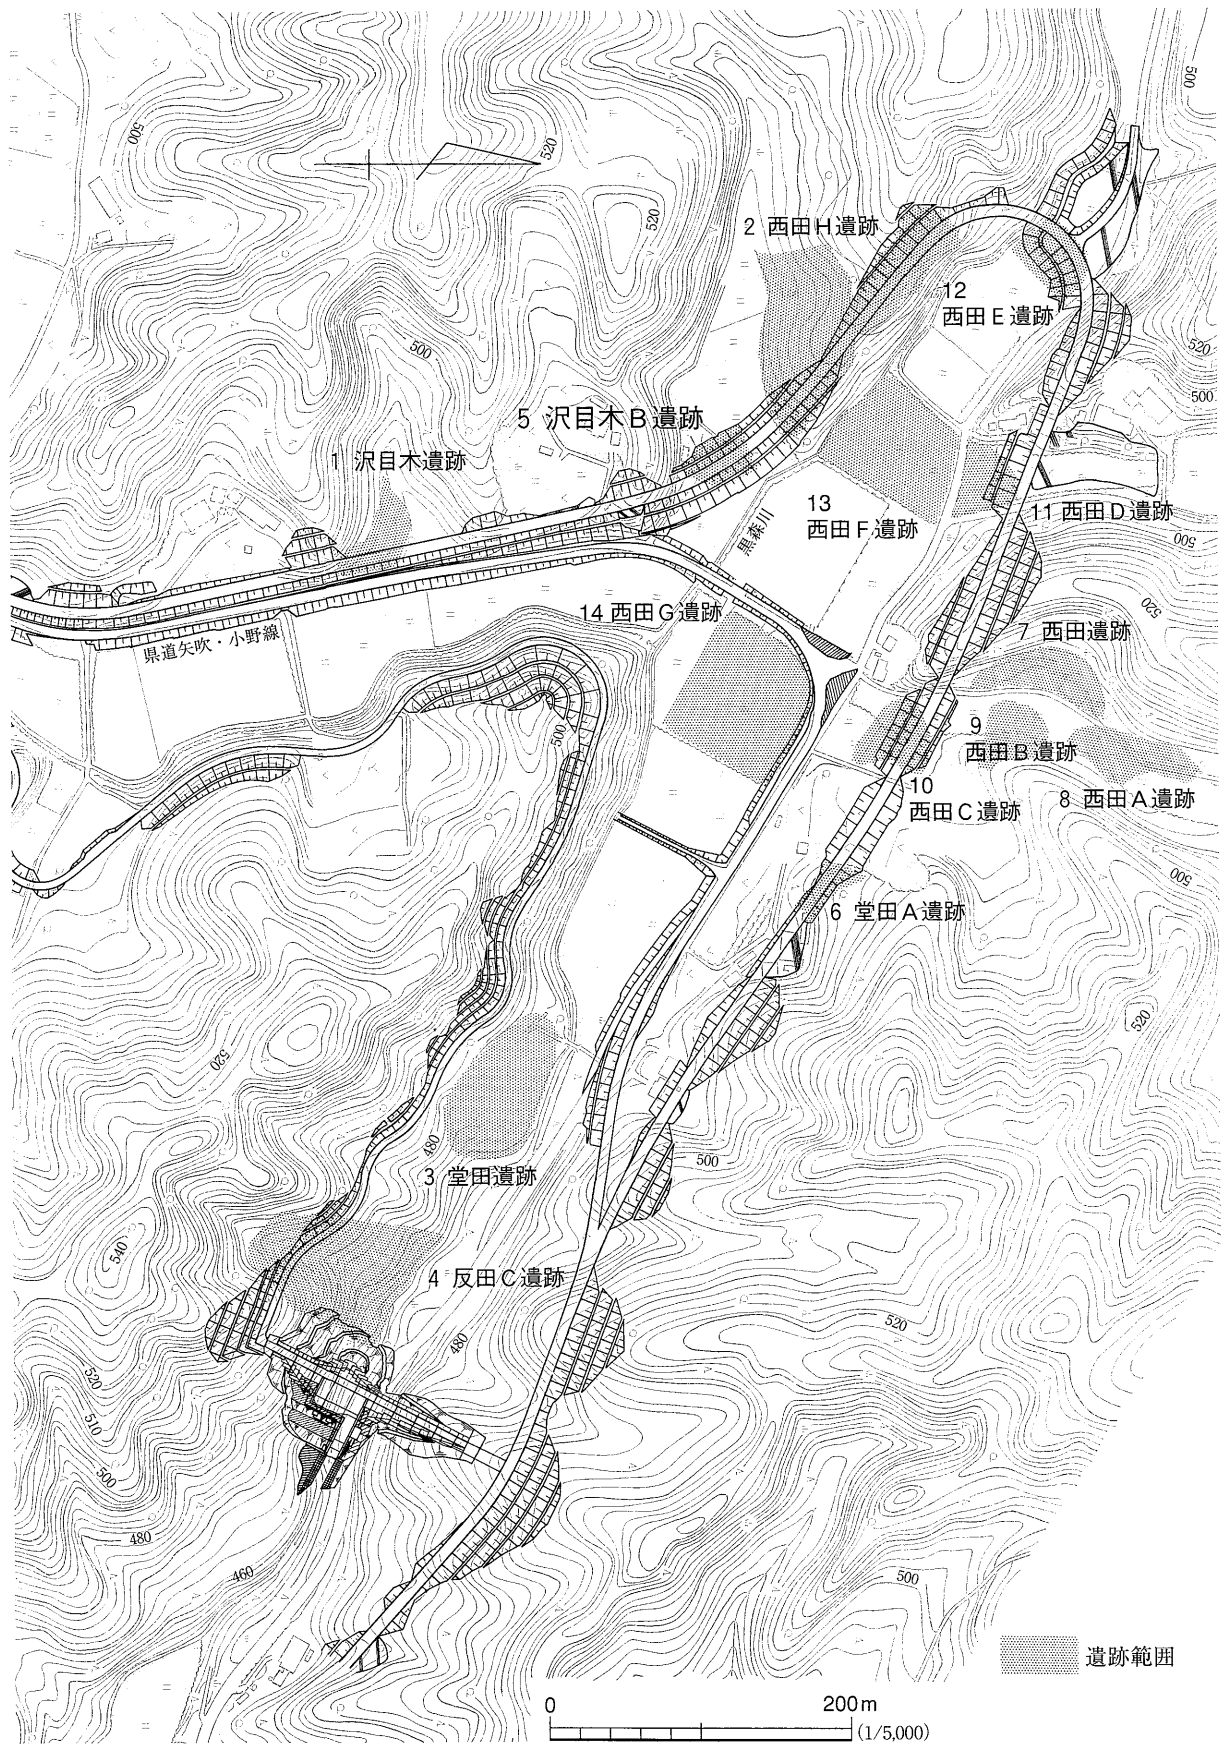 500
500
520
520
2 西田H遺跡
12
西田E遺跡
520
500
500
5 沢目木B遺跡
1 沢目木遺跡
13
西田F遺跡
黒森川
11 西田D遺跡
500
520
14 西田G遺跡
7 西田遺跡
県道矢吹・小野線
500
9
西田B遺跡
10
西田C遺跡
8 西田A遺跡
500
6 堂田A遺跡
520
520
480
500
3 堂田遺跡
540
4 反田C遺跡
480
520
520
510
500
480
460
500
遺跡範囲
0 200m
(1/5,000)